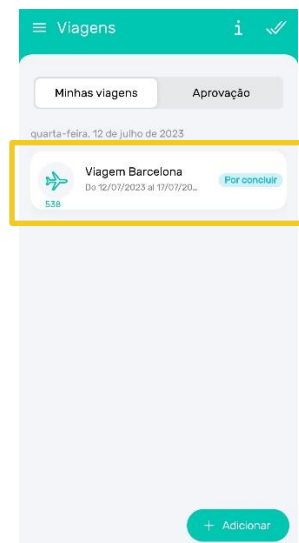 Viagens
Minhas viagens Aprovação
quarta-feira, 12 de julho de 2023
Viagem Barcelona
Do 12/07/2023 al 17/07/20...
Por concluir
538
+ Adicionar